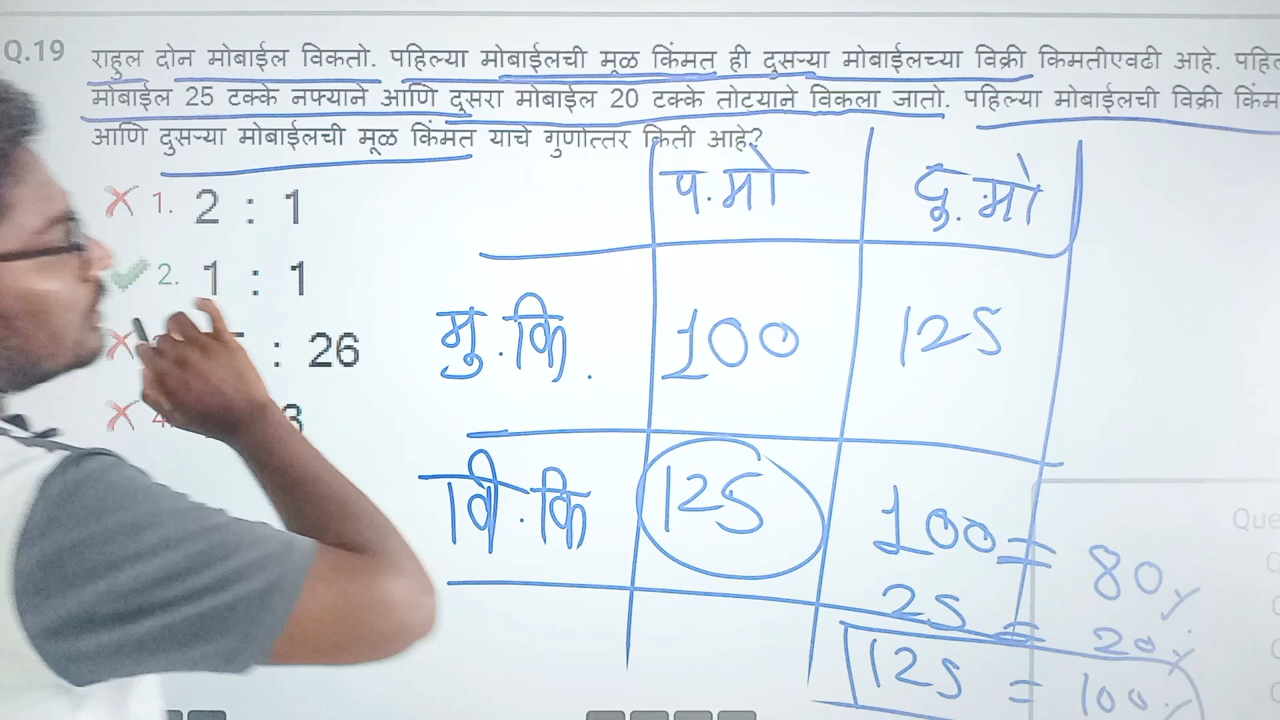 Q.19 राहुल दोन मोबाईल विकतो. पहिल्या मोबाईलची मूळ किंमत ही दुसऱ्या मोबाईलच्या विक्री किमतीएवढी आहे.
मोबाईल 25 टक्के नफ्याने आणि दुसरा मोबाईल 20 टक्के तोटयाने विकला जातो. पहिल्या मोबाईलची विक्री
आणि दुसऱ्या मोबाईलची मूळ किंमत याचे गुणोत्तर किती आहे?
1. 2 : 1
2. 1 : 1
: 26
प.मो दु.मो
मु.कि. 100 125
वि.कि 125 100 = 80%
25 = 20%
125 = 100%